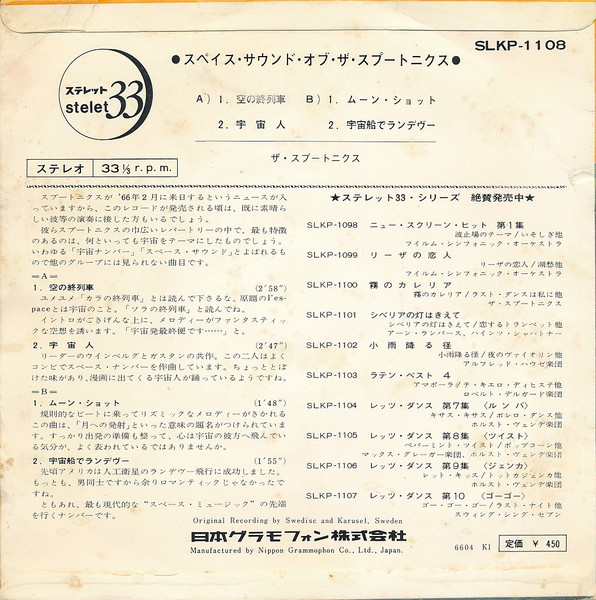 SLKP-1108
●スペイス・サウンド・オブ・ザ・スプートニクス●
ステレット
stelet 33
A) 1. 空の終列車 B) 1. ムーン・ショット
2. 宇宙人 2. 宇宙船でランデヴー
ザ・スプートニクス
ステレオ 33⅓ r.p.m.
スプートニクスが'66年2月に来日するというニュースが入
っていますから、このレコードが発売される頃は、既に素晴ら
しい彼等の演奏に接した方もいるでしょう。
彼らスプートニクスの巾広いレパートリーの中で、最も特徴
のあるのは、何といっても宇宙をテーマにしたものでしょう。
いわゆる「宇宙ナンバー」「スペース・サウンド」とよばれるも
ので他のグループには見られない曲目です。
=A=
1. 空の終列車 (2′58″)
ユメユメ「カラの終列車」とは読んで下さるな。原題のl'es-
paceとは宇宙のこと。「ソラの終列車」と読んでね。
イントロがごきげんな上に、メロディーがファンタスティッ
クな空想を誘います。「宇宙発最終便です……」と。
2. 宇宙人 (2′47″)
リーダーのウインベルグとガスタンの共作。この二人はよく
コンビでスペース・ナンバーを作曲しています。ちょっととぼ
けた味があり、漫画に出てくる宇宙人が踊っているようですね。
=B=
1. ムーン・ショット (1′48″)
規則的なビートに乗ってリズミックなメロディーがきかれる
この曲は、「月への発射」といった意味の題名がつけられていま
す。すっかり出発の準備も整って、心は宇宙の彼方へ飛んでい
る気分が、よく表われているではありませんか。
2. 宇宙船でランデヴー (1′55″)
先頃アメリカは人工衛星のランデヴー飛行に成功しました。
もっとも、男同士ですから余りロマンティックじゃなかったで
すね。
ともあれ、最も現代的な“スペース・ミュージック”の先端
を行くナンバーです。
★ステレット33・シリーズ 絶賛発売中★
SLKP-1098 ニュー・スクリーン・ヒット 第1集
波止場のテーマ/いそしぎ他
フイルム・シンフォニック・オーケストラ
SLKP-1099 リーザの恋人
リーザの恋人/湖愁他
フイルム・シンフォニック・オーケストラ
SLKP-1100 霧のカレリア
霧のカレリア/ラスト・ダンスは私に他
ザ・スプートニクス
SLKP-1101 シベリアの灯はきえて
シベリアの灯はきえて/恋するトランペット他
アーン・ランバース、ハインツ・シャハトナー
SLKP-1102 小雨降る径
小雨降る径/夜のヴァイオリン他
アルフレッド・ハウゼ楽団
SLKP-1103 ラテン・ベスト 4
アマポーラ/テ・キエロ・ディヒステ他
ロベルト・デルガード楽団
SLKP-1104 レッツ・ダンス 第7集 〈ルンバ〉
キサス・キサス/ボレロ・ダンス他
ホルスト・ヴェンデ楽団
SLKP-1105 レッツ・ダンス 第8集 〈ツイスト〉
ペパーミント・ツイスト/ポップコーン他
マックス・グレーガー楽団、ホルスト・ヴェンデ楽団
SLKP-1106 レッツ・ダンス 第9集 〈ジェンカ〉
レット・キッス/トットカジェンカ他
ホルスト・ヴェンデ楽団
SLKP-1107 レッツ・ダンス 第10 〈ゴーゴー〉
ゴー・ゴー・ゴー/ラスト・ナイト他
スウィング・シング・セブン
Original Recording by Swedisc and Karusel, Sweden
日本グラモフォン株式會社
Manufactured by Nippon Grammophon Co., Ltd., Japan.
6604 KI 定価 ¥ 450